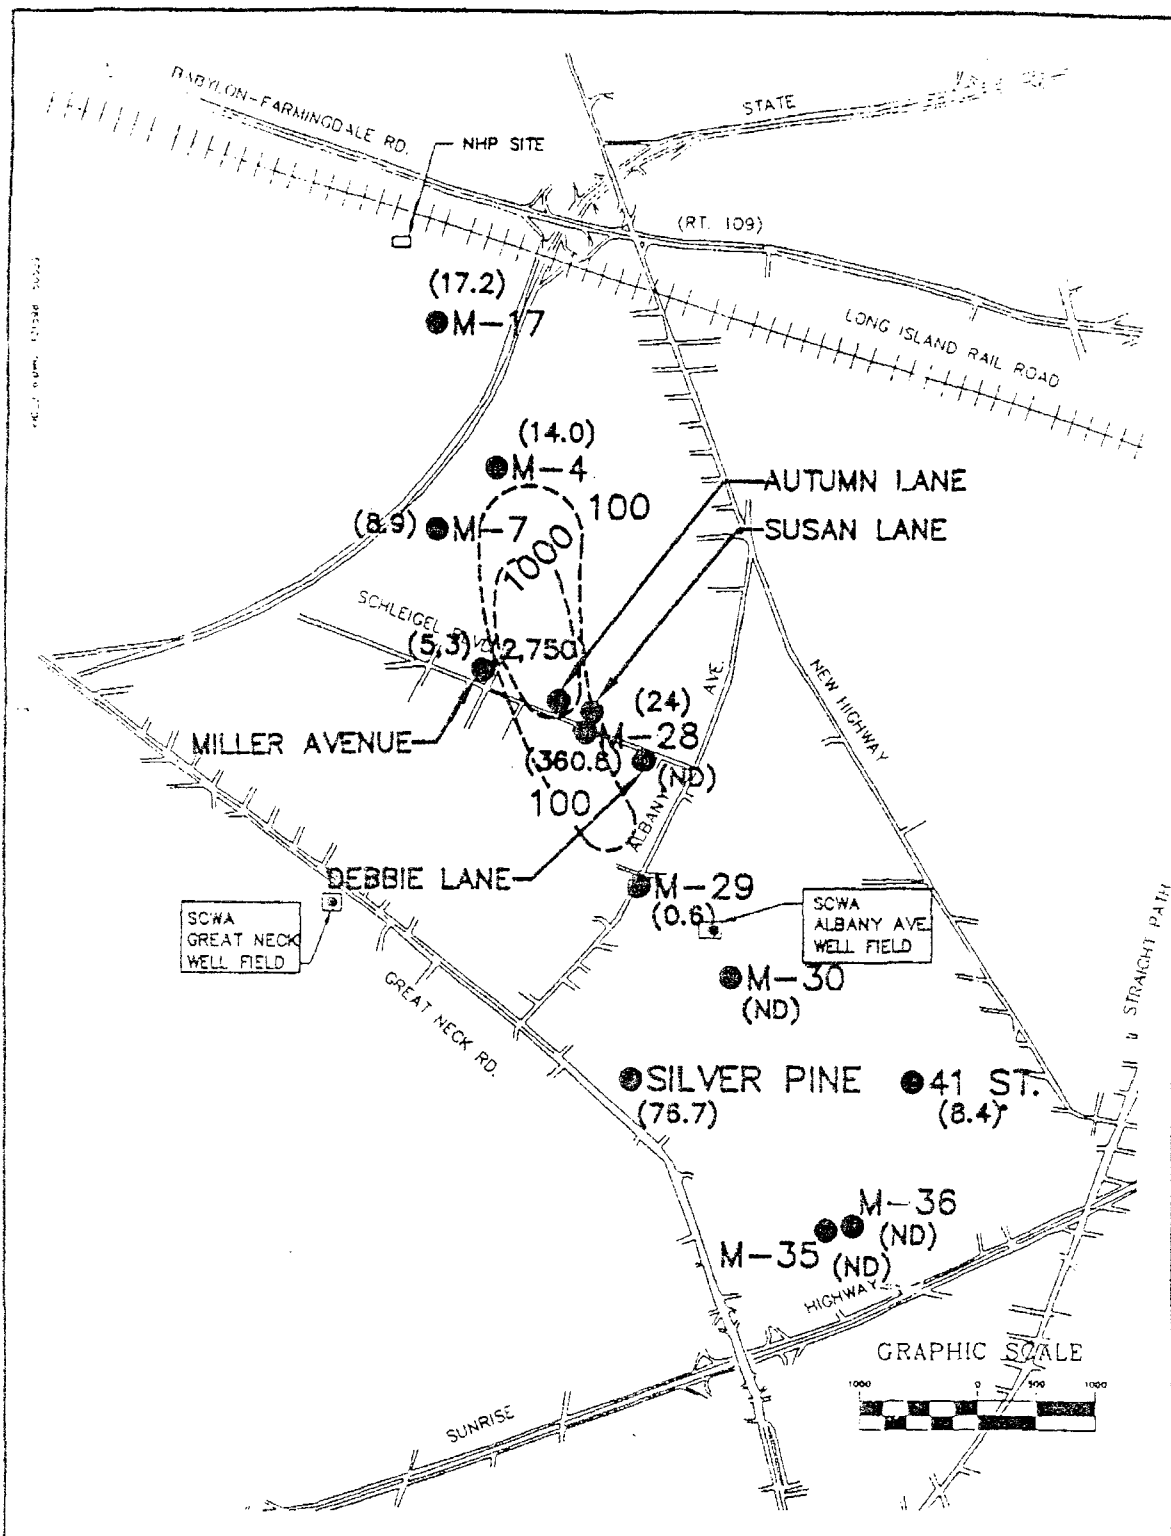 BABYLON-FARMINGDALE RD.
STATE
NHP SITE
(RT. 109)
(17.2)
M-17
LONG ISLAND RAIL ROAD
(14.0)
M-4
AUTUMN LANE
100
(8.9)
M-7
SUSAN LANE
1000
SCHLEIGEL BLVD.
(5.3)
2,750
NEW HIGHWAY
AVE.
(24)
MILLER AVENUE
M-28
(360.8)
(ND)
100
ALBANY
DEBBIE LANE
M-29
(0.6)
SCWA
GREAT NECK
WELL FIELD
SCWA
ALBANY AVE.
WELL FIELD
STRAIGHT PATH
GREAT NECK RD.
M-30
(ND)
SILVER PINE
(76.7)
41 ST.
(8.4)
M-36
(ND)
M-35
(ND)
HIGHWAY
GRAPHIC SCALE
1000 0 500 1000
SUNRISE